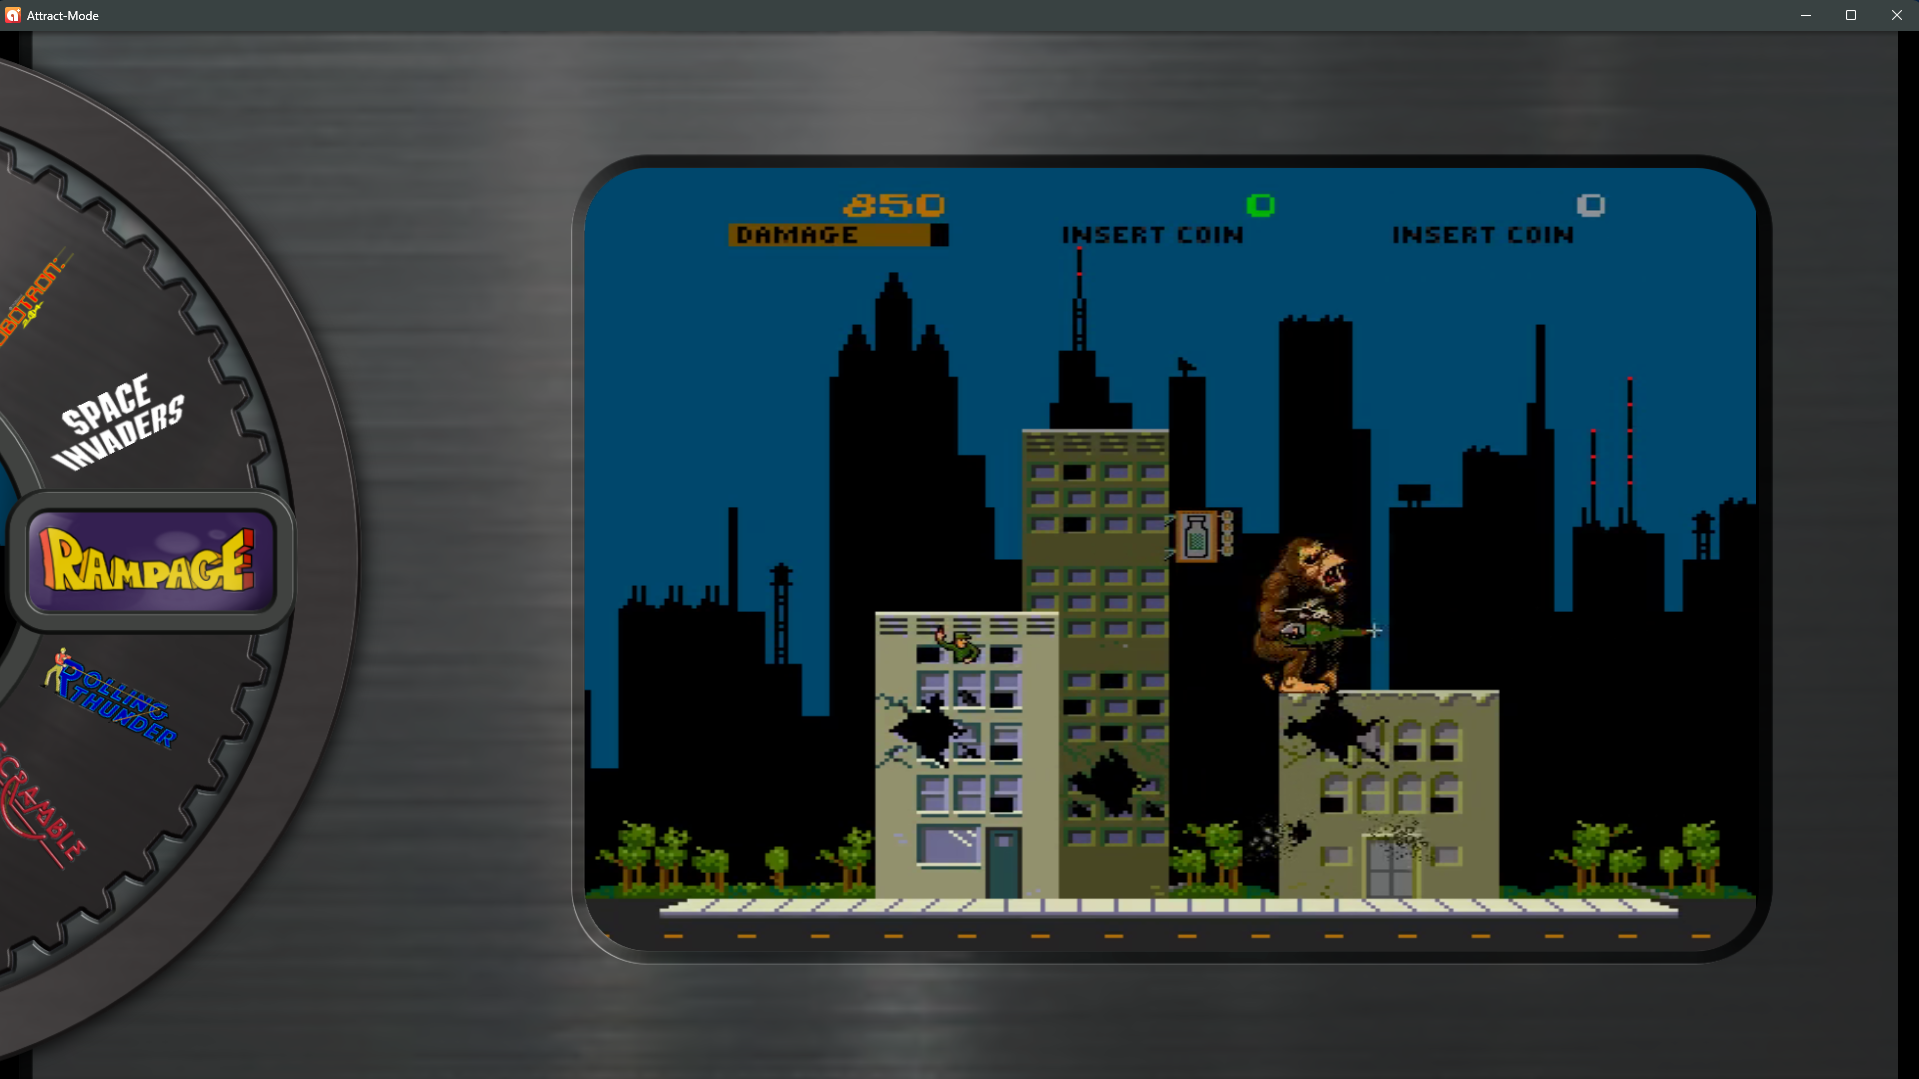 Attract-Mode
850
0
0
DAMAGE
INSERT COIN
INSERT COIN
SPACE
INVADERS
RAMPAGE
ROLLING
THUNDER